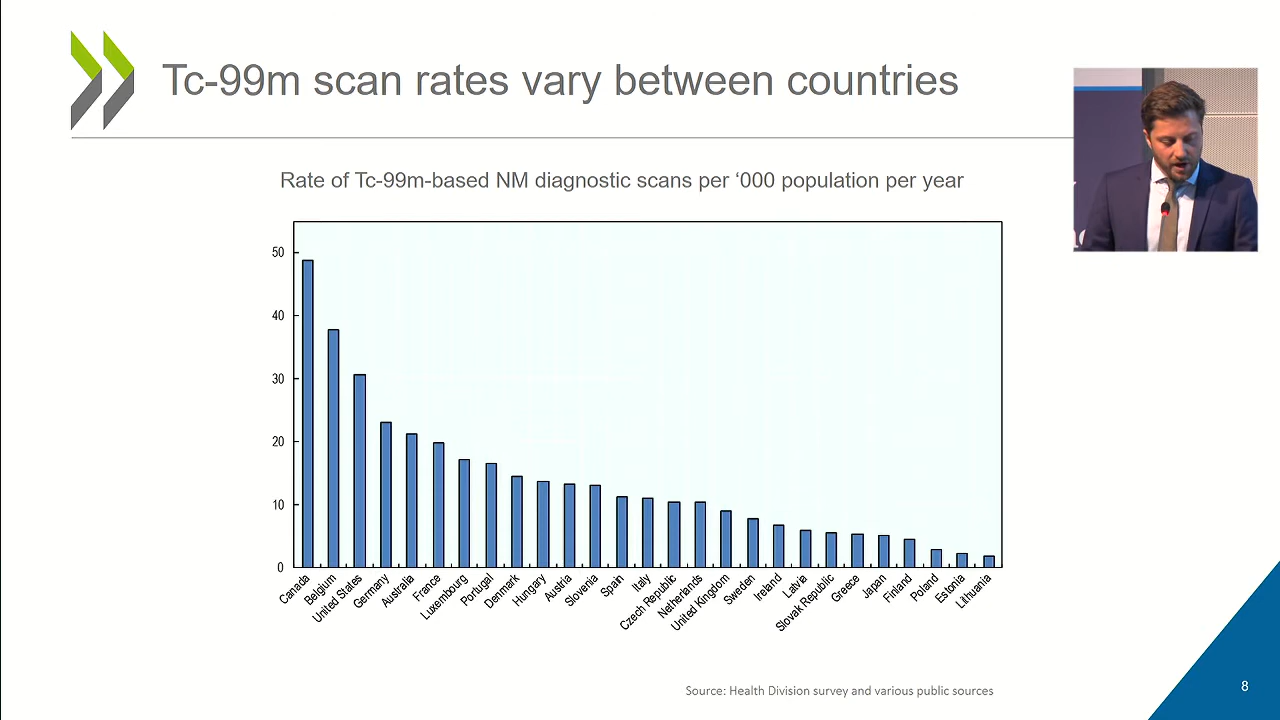 Tc-99m scan rates vary between countries
Rate of Tc-99m-based NM diagnostic scans per ‘000 population per year
50
40
30
20
10
0
Canada
Belgium
United States
Germany
Australia
France
Luxembourg
Portugal
Denmark
Hungary
Austria
Slovenia
Spain
Italy
Czech Republic
Netherlands
United Kingdom
Sweden
Ireland
Latvia
Slovak Republic
Greece
Japan
Finland
Poland
Estonia
Lithuania
Source: Health Division survey and various public sources
8